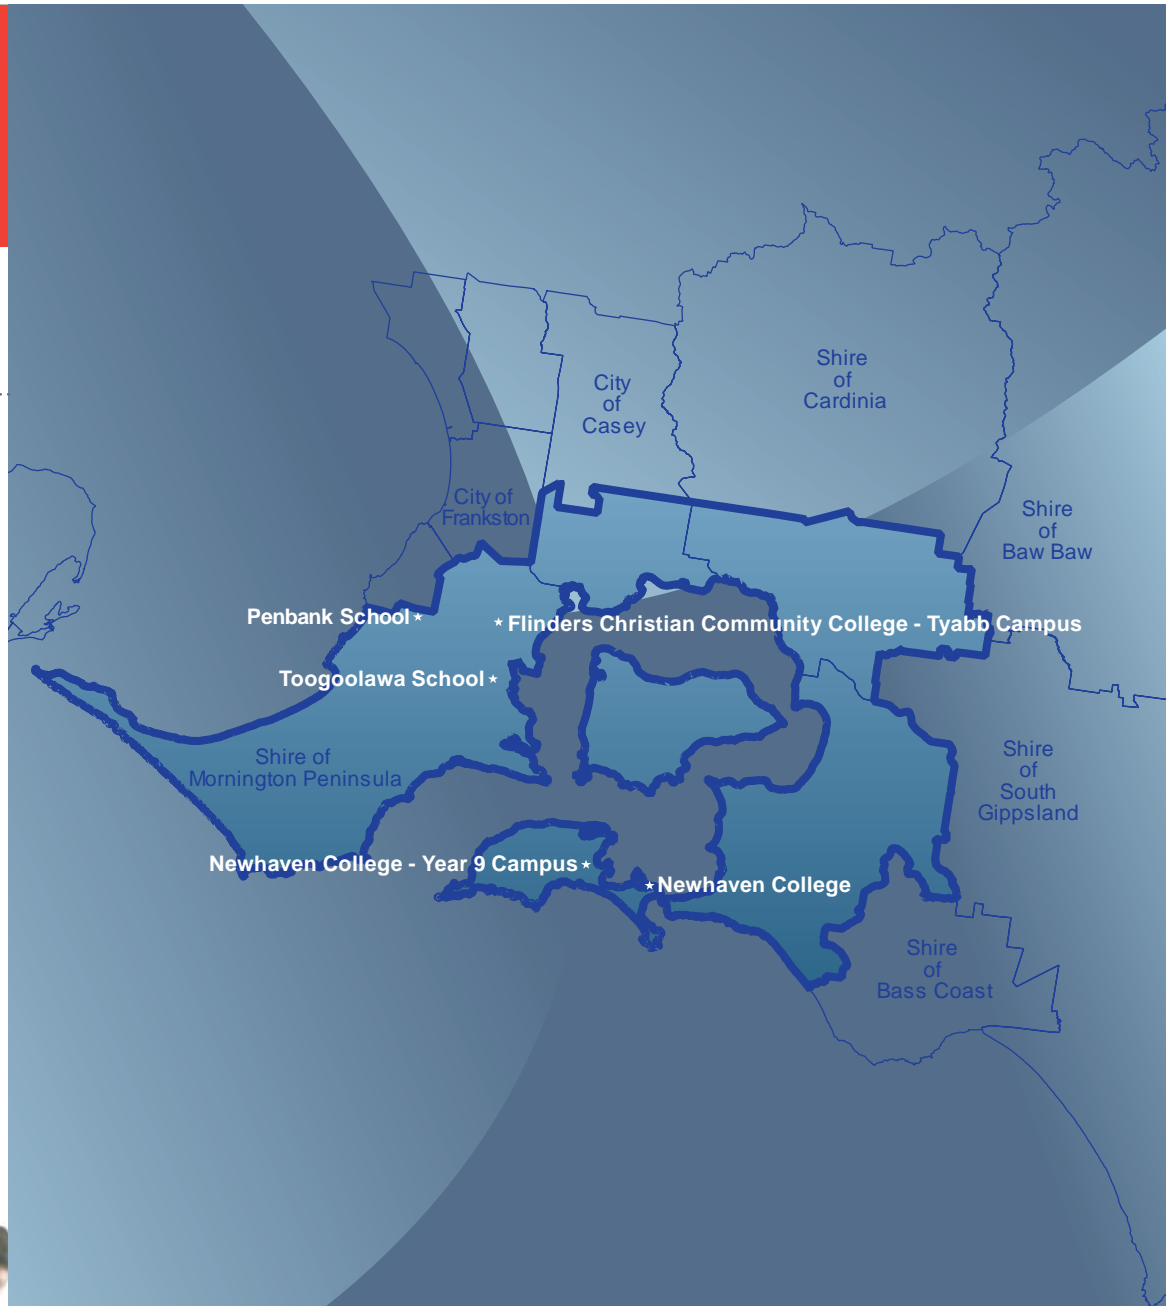 Shire
of
Cardinia
City
of
Casey
City of
Frankston
Shire
of
Baw Baw
Penbank School
Flinders Christian Community College - Tyabb Campus
Toogoolawa School
Shire of
Mornington Peninsula
Shire
of
South
Gippsland
Newhaven College - Year 9 Campus
Newhaven College
Shire
of
Bass Coast